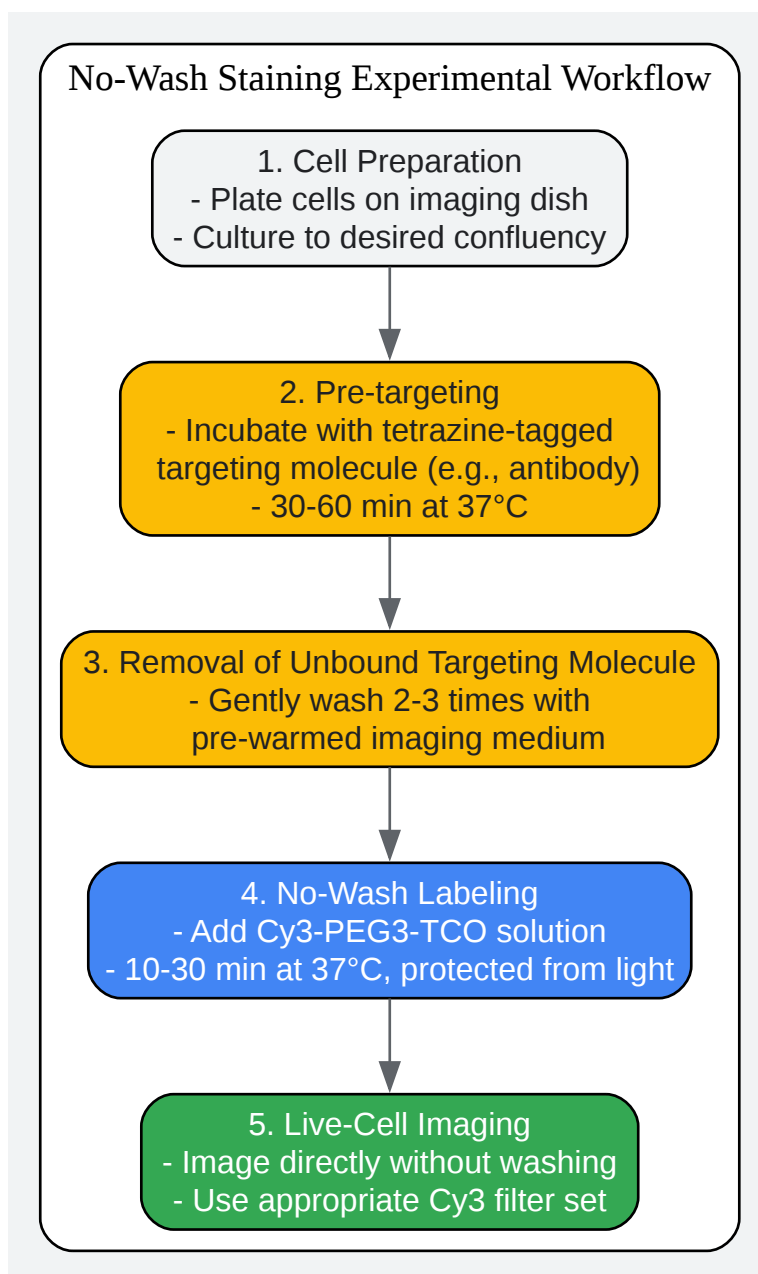 No-Wash Staining Experimental Workflow
1. Cell Preparation
- Plate cells on imaging dish
- Culture to desired confluency
2. Pre-targeting
- Incubate with tetrazine-tagged
targeting molecule (e.g., antibody)
- 30-60 min at 37°C
3. Removal of Unbound Targeting Molecule
- Gently wash 2-3 times with
pre-warmed imaging medium
4. No-Wash Labeling
- Add Cy3-PEG3-TCO solution
- 10-30 min at 37°C, protected from light
5. Live-Cell Imaging
- Image directly without washing
- Use appropriate Cy3 filter set